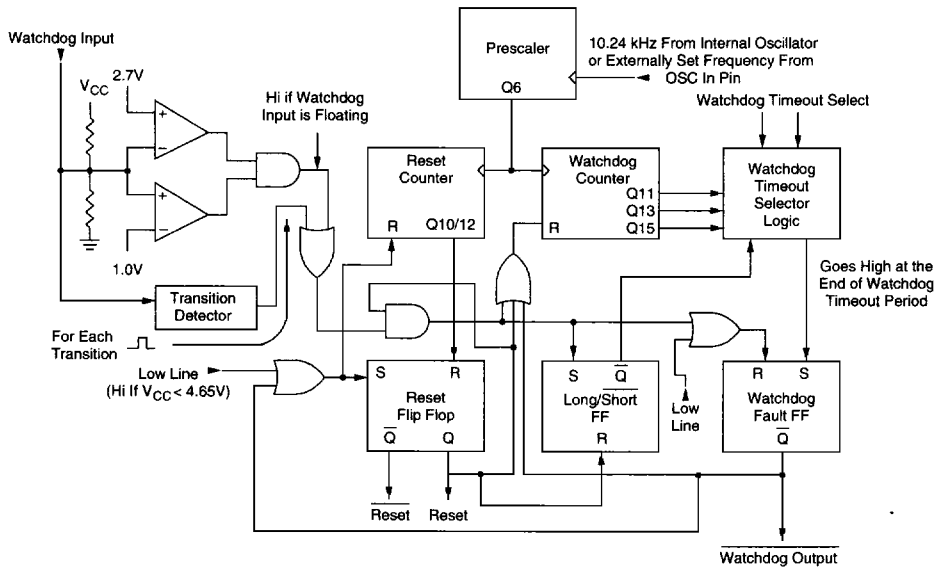 Watchdog Input
2.7V
VCC
Hi if Watchdog
Input is Floating
+
−
+
−
1.0V
Prescaler
Q6
10.24 kHz From Internal Oscillator
or Externally Set Frequency From
OSC In Pin
Watchdog Timeout Select
Reset
Counter
R
Q10/12
Watchdog
Counter
Q11
Q13
Q15
R
Watchdog
Timeout
Selector
Logic
Goes High at the
End of Watchdog
Timeout Period
Transition
Detector
For Each
Transition
Low Line
(Hi If VCC < 4.65V)
S
R
Reset
Flip Flop
Q̅
Q
Reset
Reset
S
Q̅
Long/Short
FF
R
Low
Line
R
S
Watchdog
Fault FF
Q̅
Watchdog Output